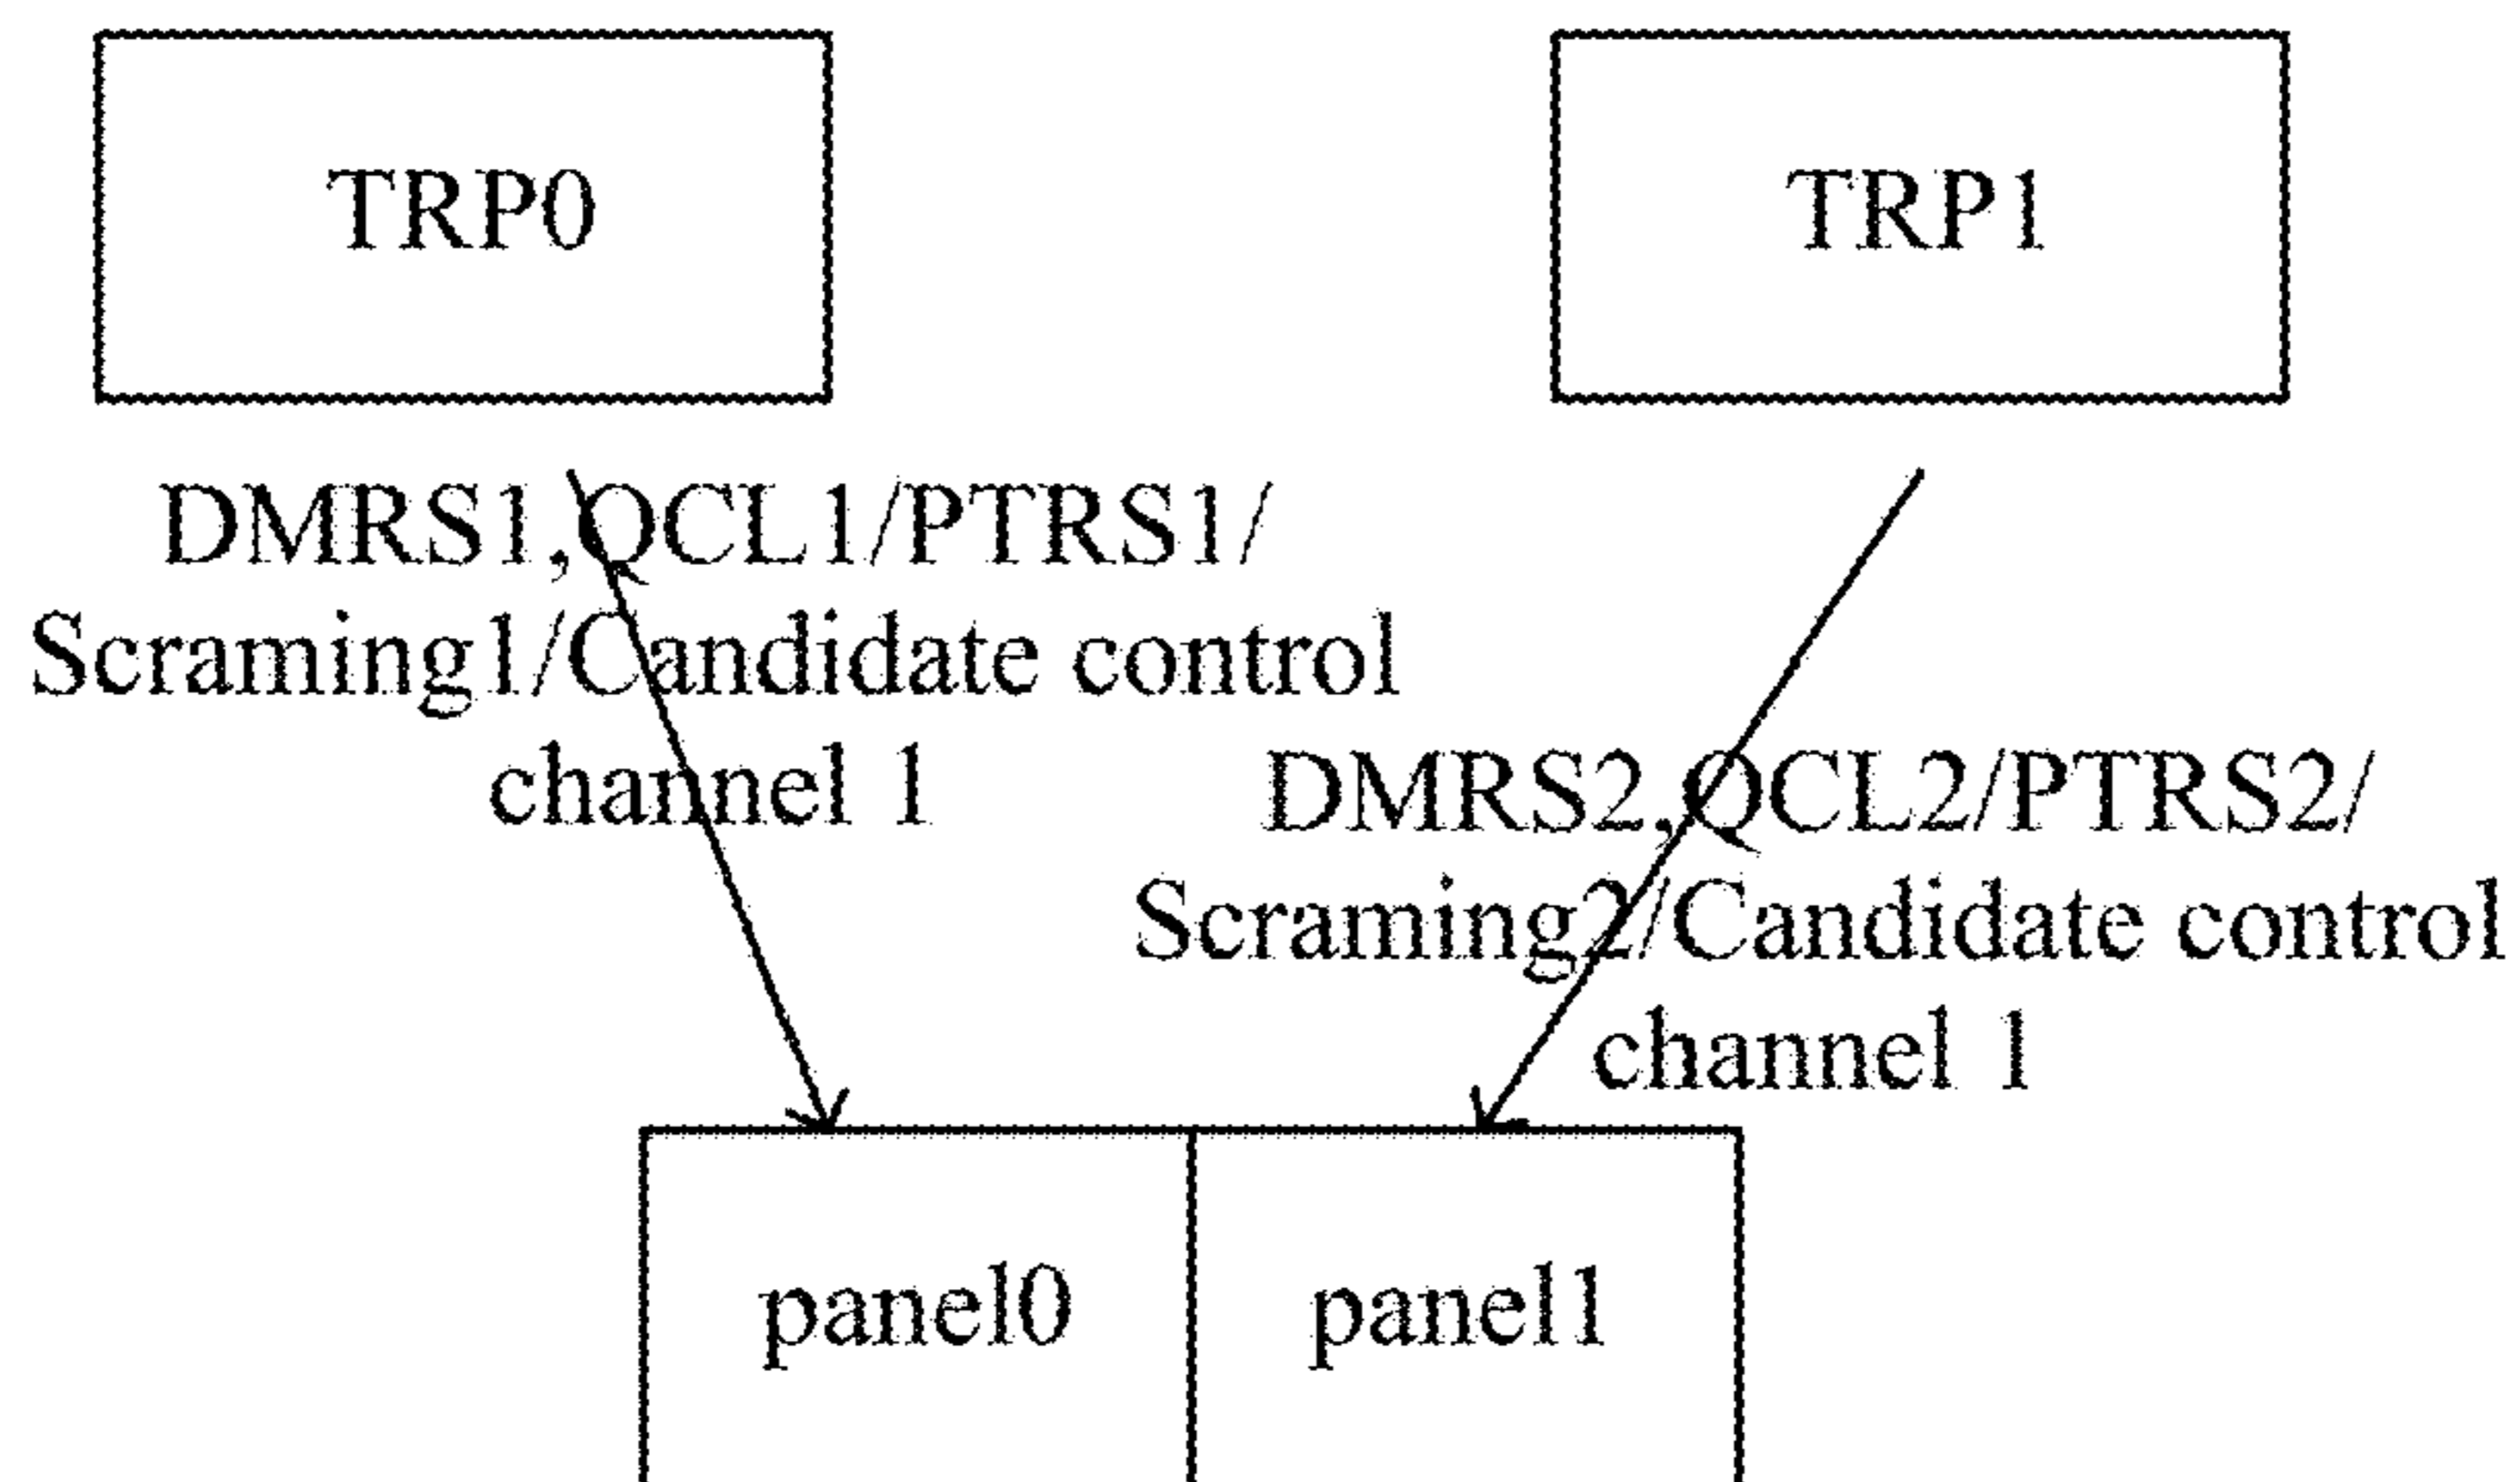 TRP0
TRP1
DMRS1,QCL1/PTRS1/
Scraming1/Candidate control
channel 1
DMRS2,QCL2/PTRS2/
Scraming2/Candidate control
channel 1
panel0
panel1